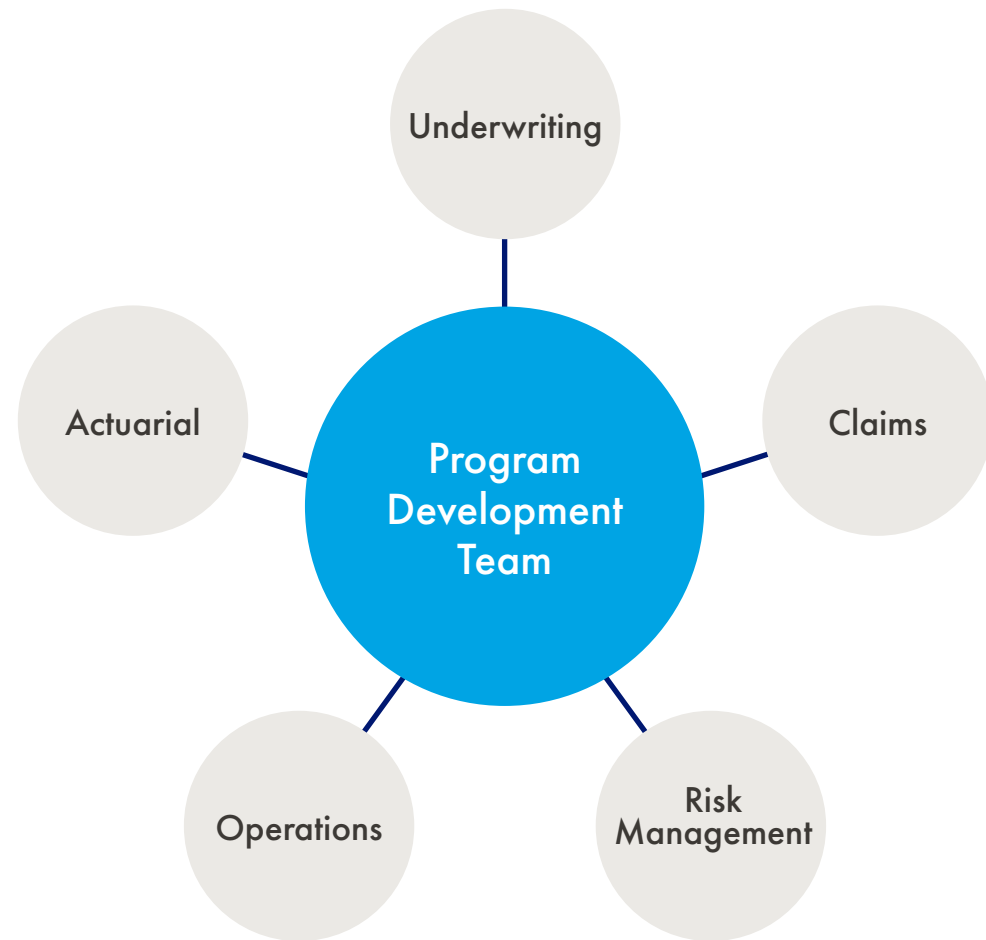 Underwriting
Actuarial
Claims
Program
Development
Team
Operations
Risk
Management